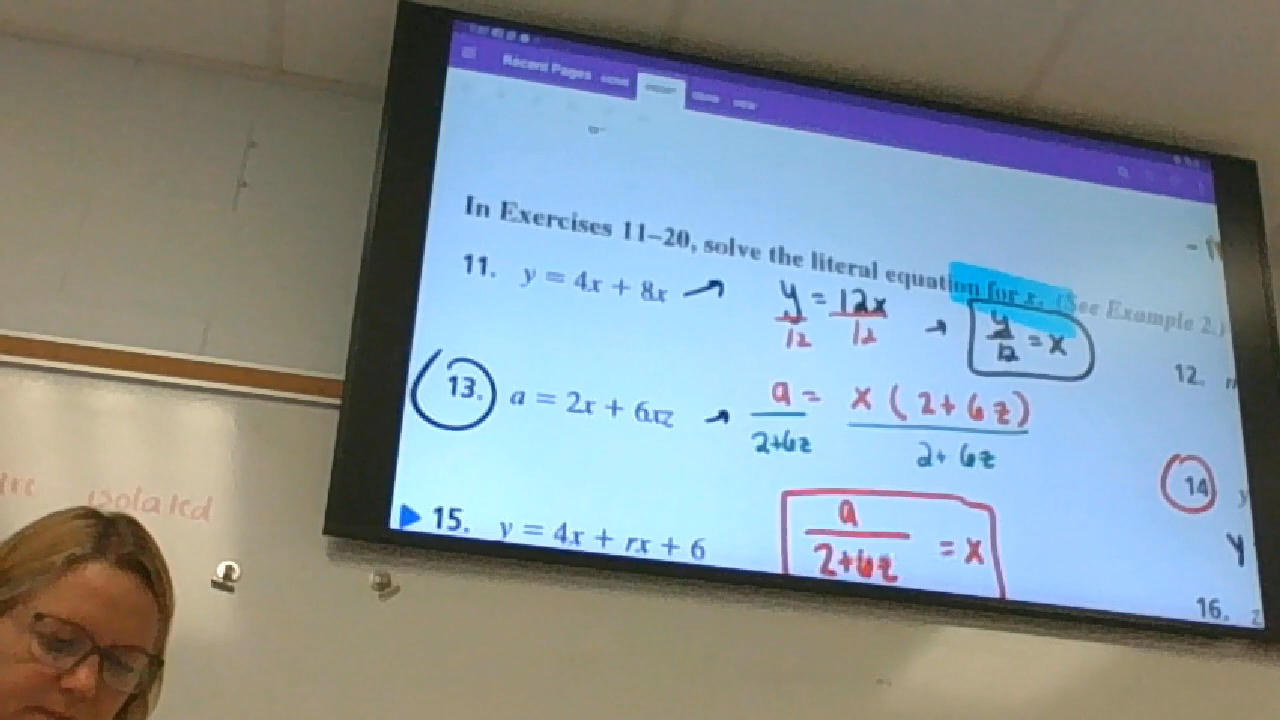 Recent Pages
In Exercises 11–20, solve the literal equation for x. (See Example 2.)
11. y = 4x + 8x → y/12 = 12x/12 → y/12 = x
12.
13. a = 2x + 6xz → a/2+6z = x(2+6z)/2+6z
14 y
a/2+6z = x
15. y = 4x + rx + 6
y
16. z
isolated